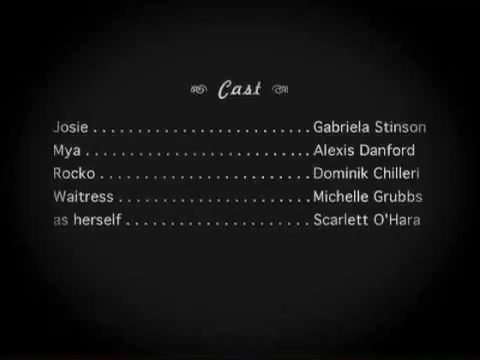 Cast
Josie.........................Gabriela Stinson
Mya..........................Alexis Danford
Rocko........................Dominik Chilleri
Waitress......................Michelle Grubbs
as herself.....................Scarlett O'Hara